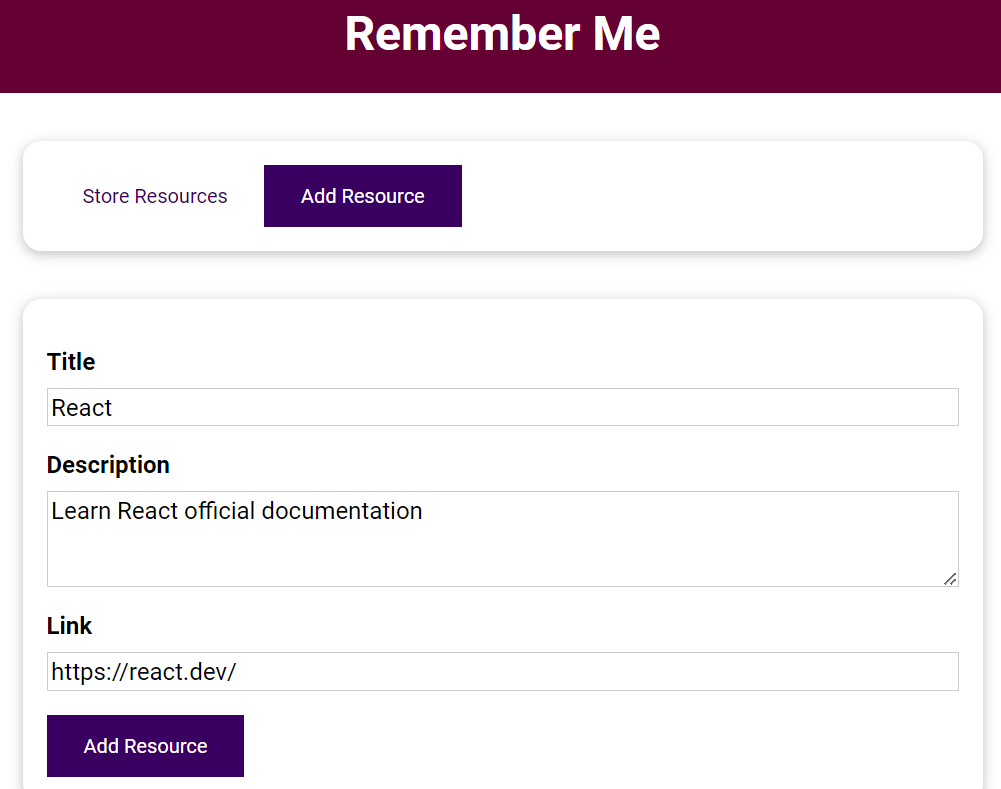 Remember Me
Store Resources Add Resource
Title
React
Description
Learn React official documentation
Link
https://react.dev/
Add Resource